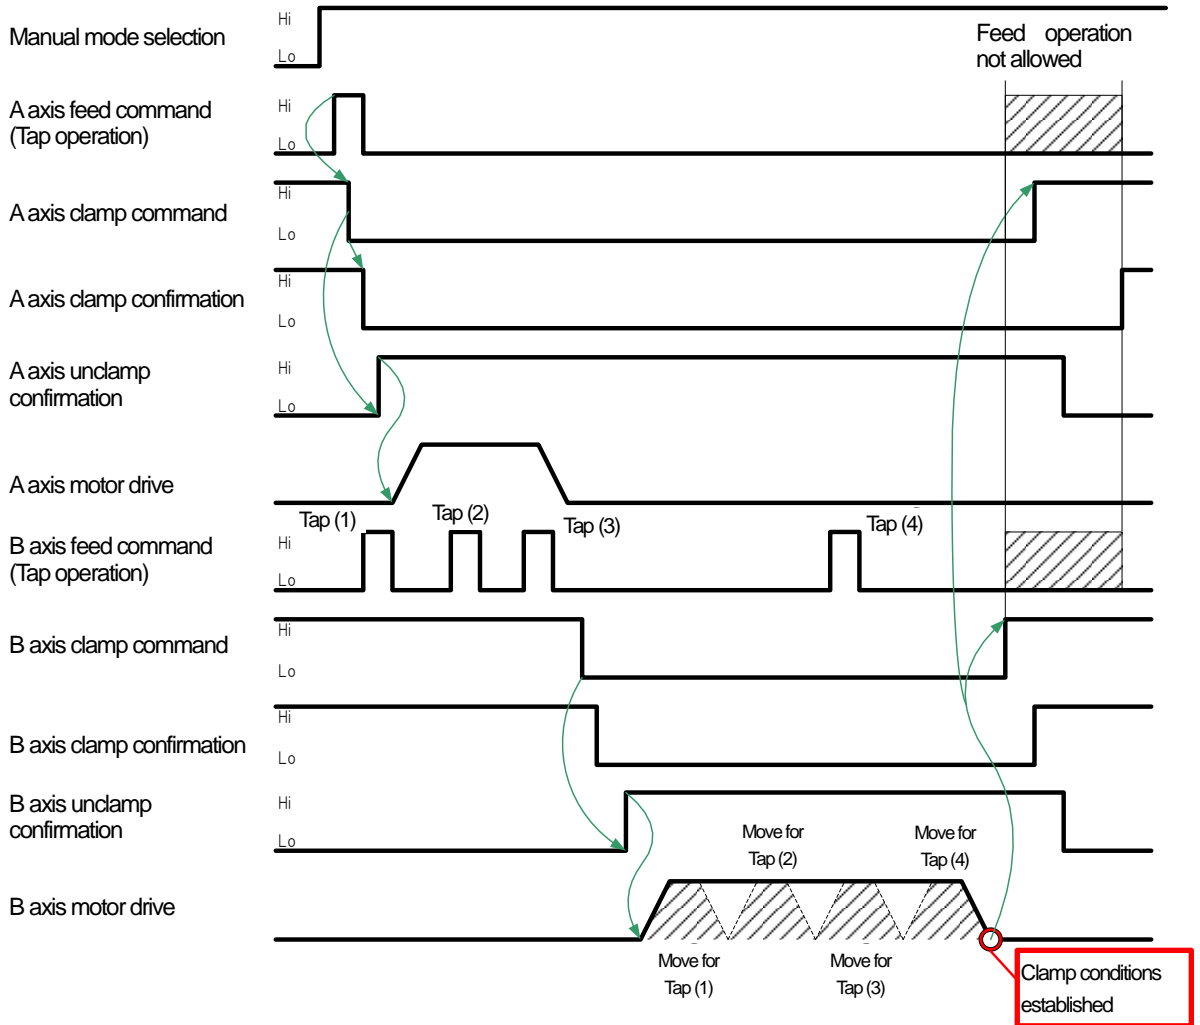 Manual mode selection
Hi
Lo
Feed operation
not allowed
A axis feed command
(Tap operation)
Hi
Lo
A axis clamp command
Hi
Lo
A axis clamp confirmation
Hi
Lo
A axis unclamp
confirmation
Hi
Lo
A axis motor drive
Tap (1)
Tap (2)
Tap (3)
Tap (4)
B axis feed command
(Tap operation)
Hi
Lo
B axis clamp command
Hi
Lo
B axis clamp confirmation
Hi
Lo
B axis unclamp
confirmation
Hi
Lo
Move for
Tap (2)
Move for
Tap (4)
B axis motor drive
Move for
Tap (1)
Move for
Tap (3)
Clamp conditions
established